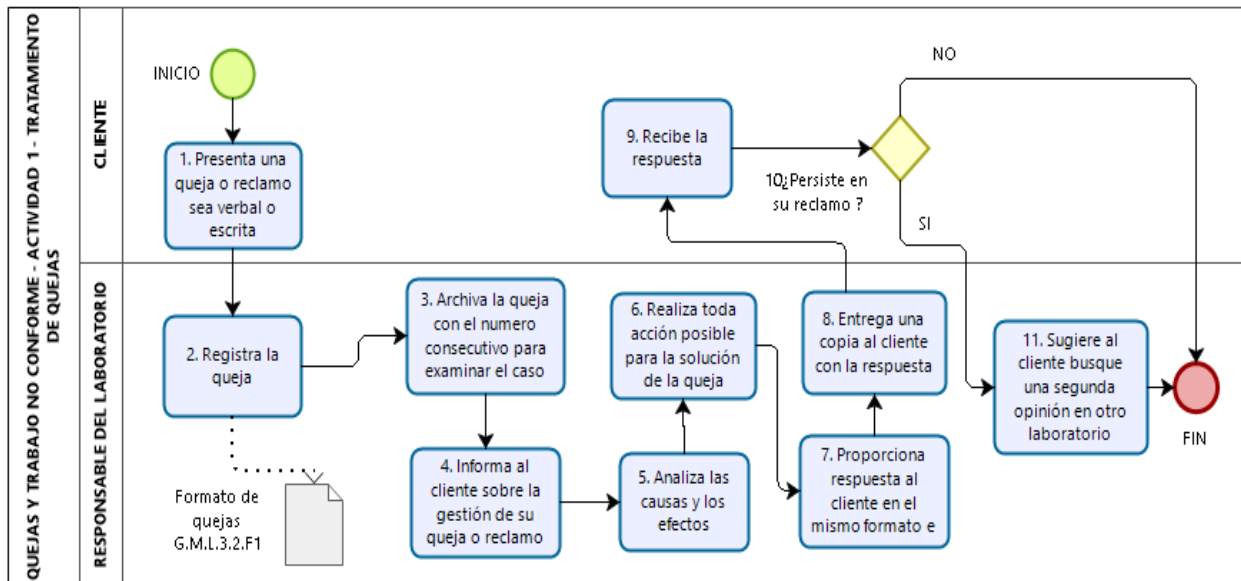 QUEJAS Y TRABAJO NO CONFORME - ACTIVIDAD 1 - TRATAMIENTO
DE QUEJAS
CLIENTE
INICIO
1. Presenta una
queja o reclamo
sea verbal o
escrita
9. Recibe la
respuesta
10¿Persiste en
su reclamo ?
NO
SI
RESPONSABLE DEL LABORATORIO
2. Registra la
queja
Formato de
quejas
G.M.L.3.2.F1
3. Archiva la queja
con el numero
consecutivo para
examinar el caso
4. Informa al
cliente sobre la
gestión de su
queja o reclamo
5. Analiza las
causas y los
efectos
6. Realiza toda
acción posible
para la solución
de la queja
7. Proporciona
respuesta al
cliente en el
mismo formato e
8. Entrega una
copia al cliente
con la respuesta
11. Sugiere al
cliente busque
una segunda
opinión en otro
laboratorio
FIN